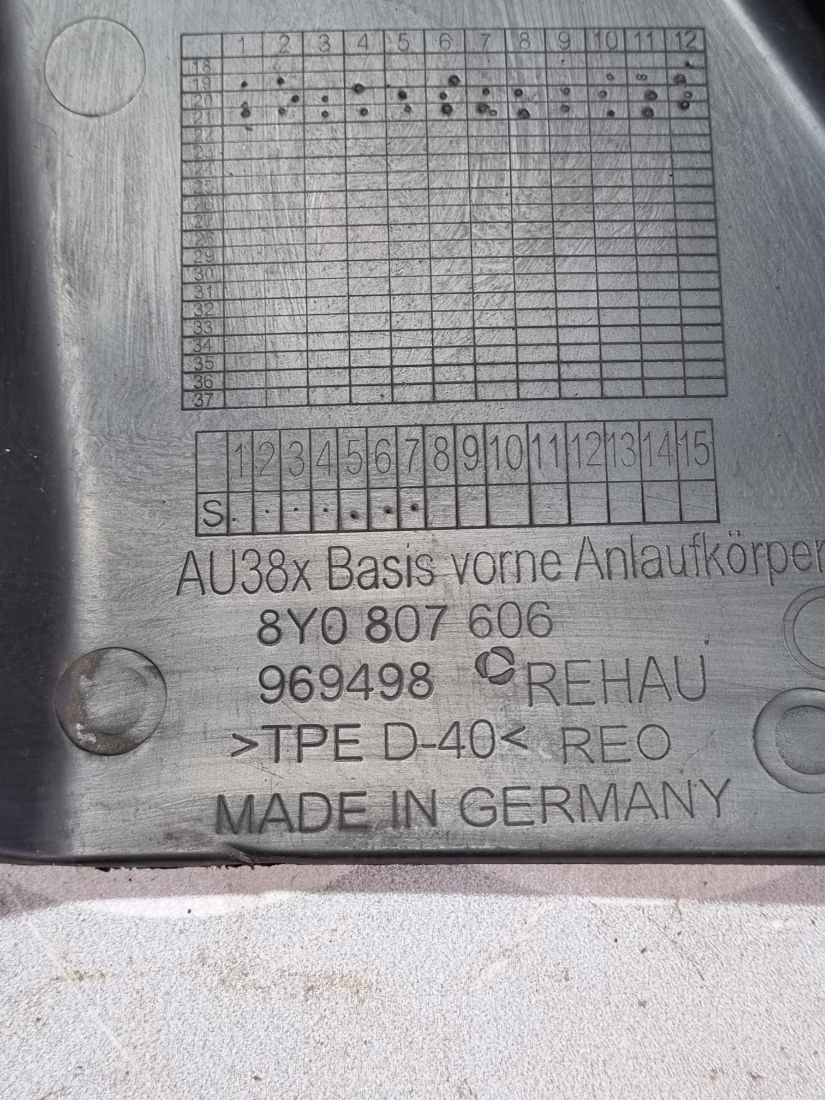 1 2 3 4 5 6 7 8 9 10 11 12
18
19
20
21
22
23
24
25
26
27
28
29
30
31
32
33
34
35
36
37
1 2 3 4 5 6 7 8 9 10 11 12 13 14 15
S
AU38x Basis vorne Anlaufkörper
8Y0 807 606
969498 REHAU
>TPE D-40< REO
MADE IN GERMANY